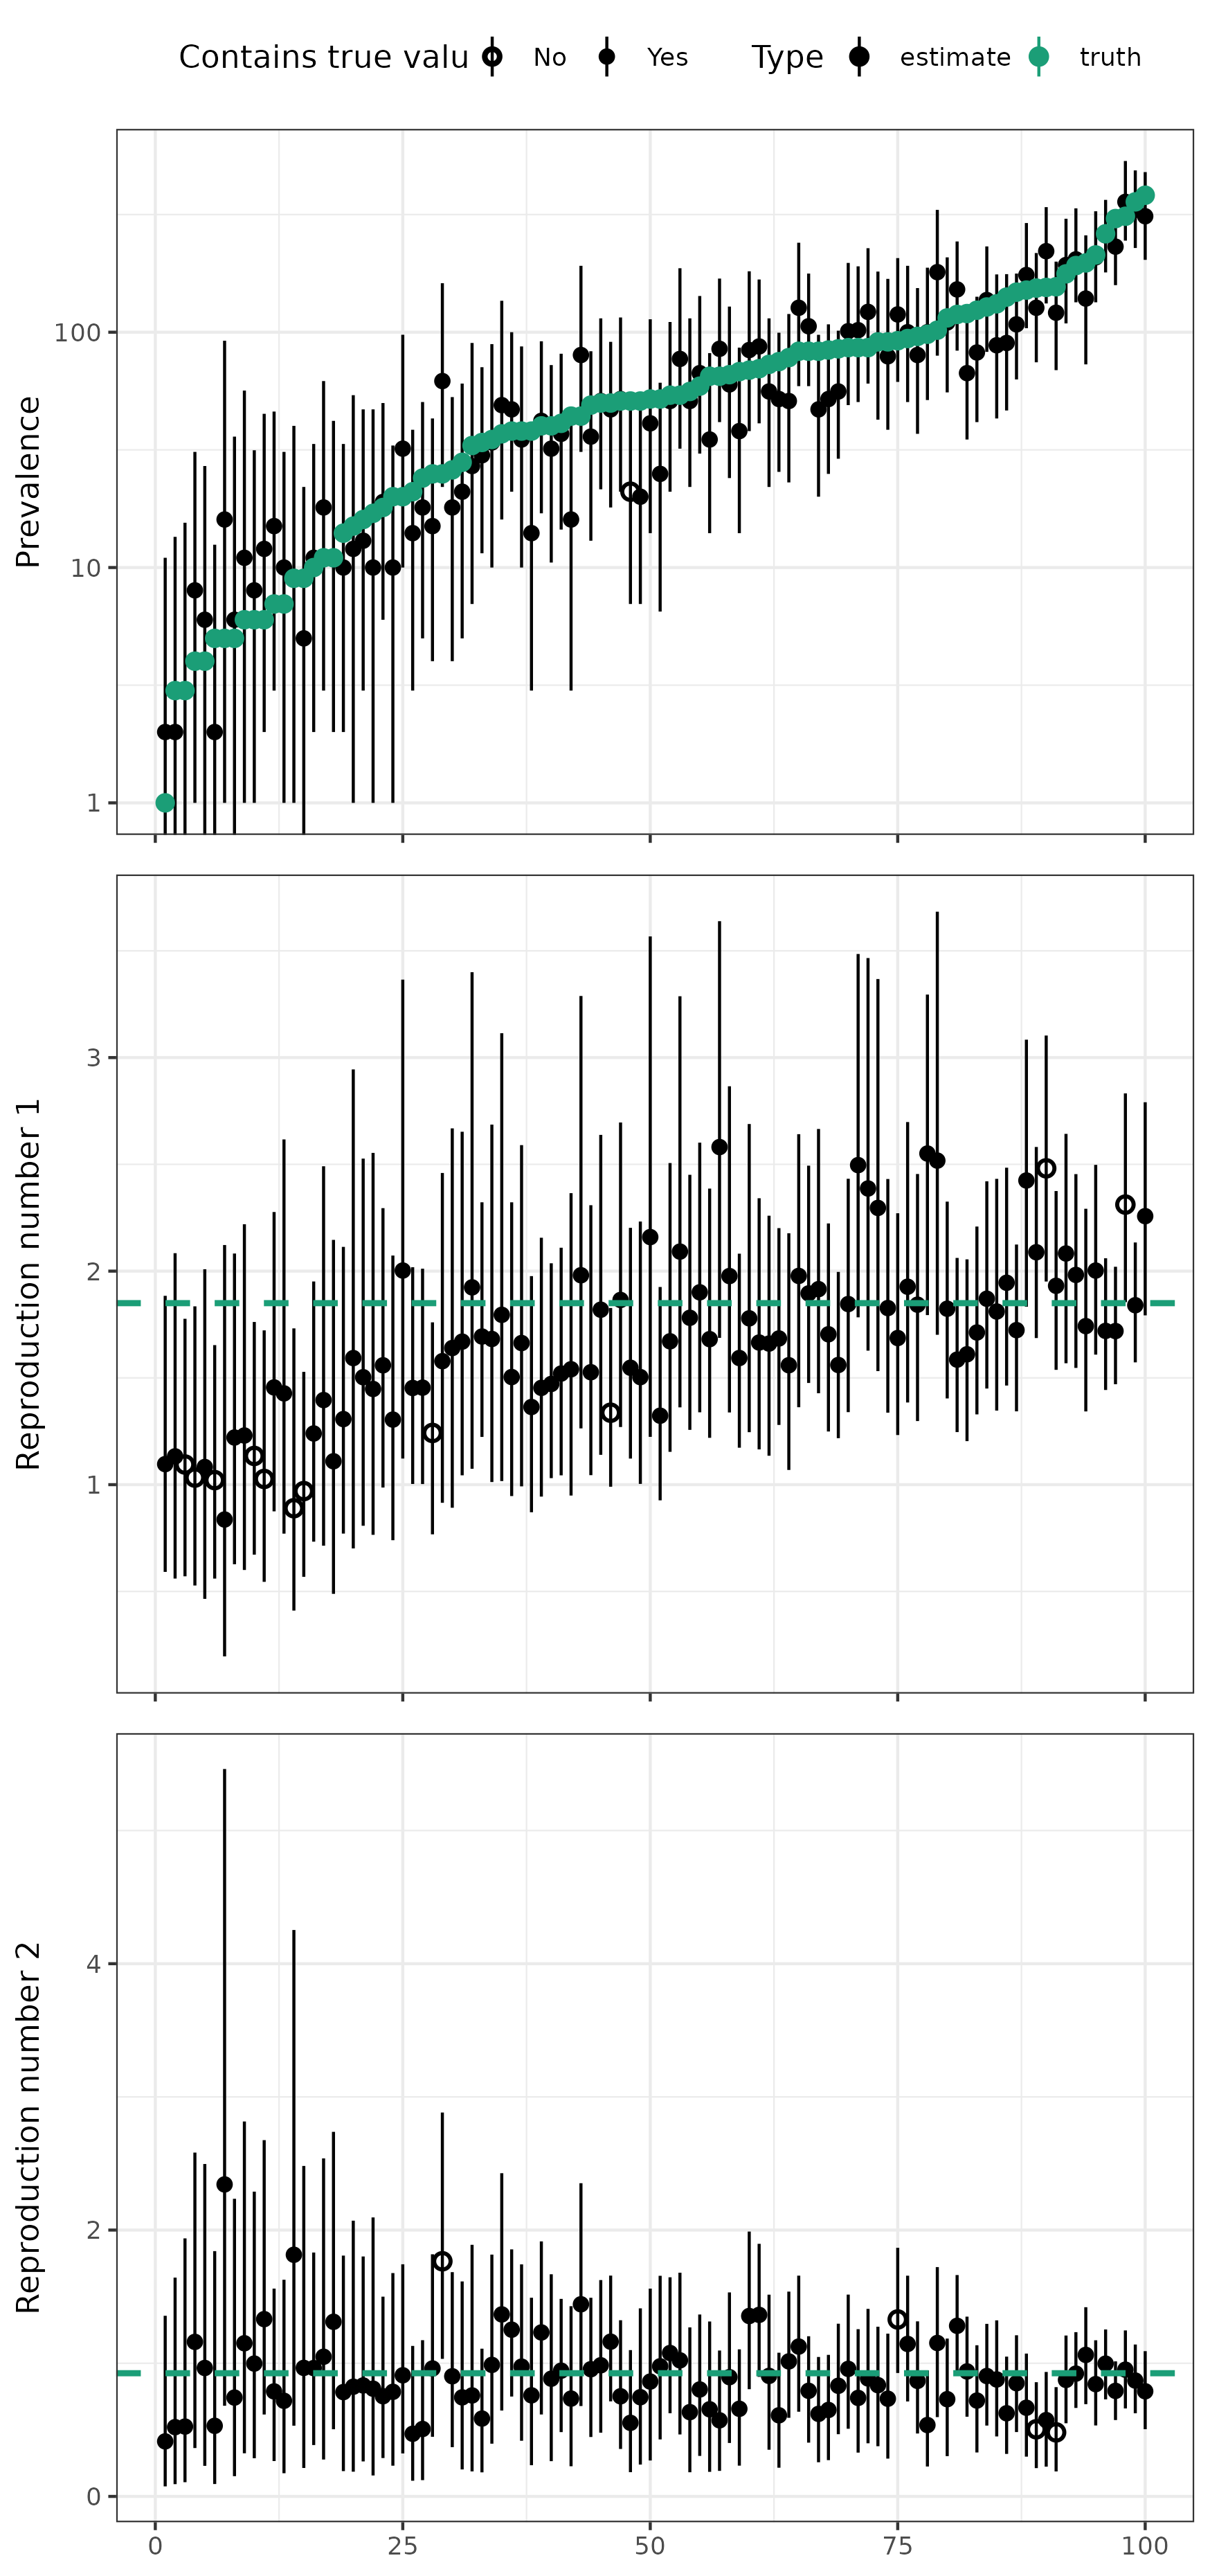 Contains true valu No Yes Type estimate truth
Prevalence
100
10
1
Reproduction number 1
3
2
1
Reproduction number 2
4
2
0
0 25 50 75 100